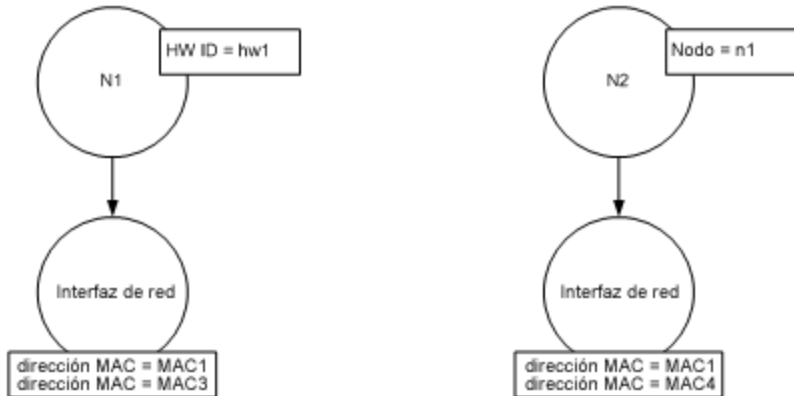 HW ID = hw1
N1
Nodo = n1
N2
Interfaz de red
dirección MAC = MAC1
dirección MAC = MAC3
Interfaz de red
dirección MAC = MAC1
dirección MAC = MAC4